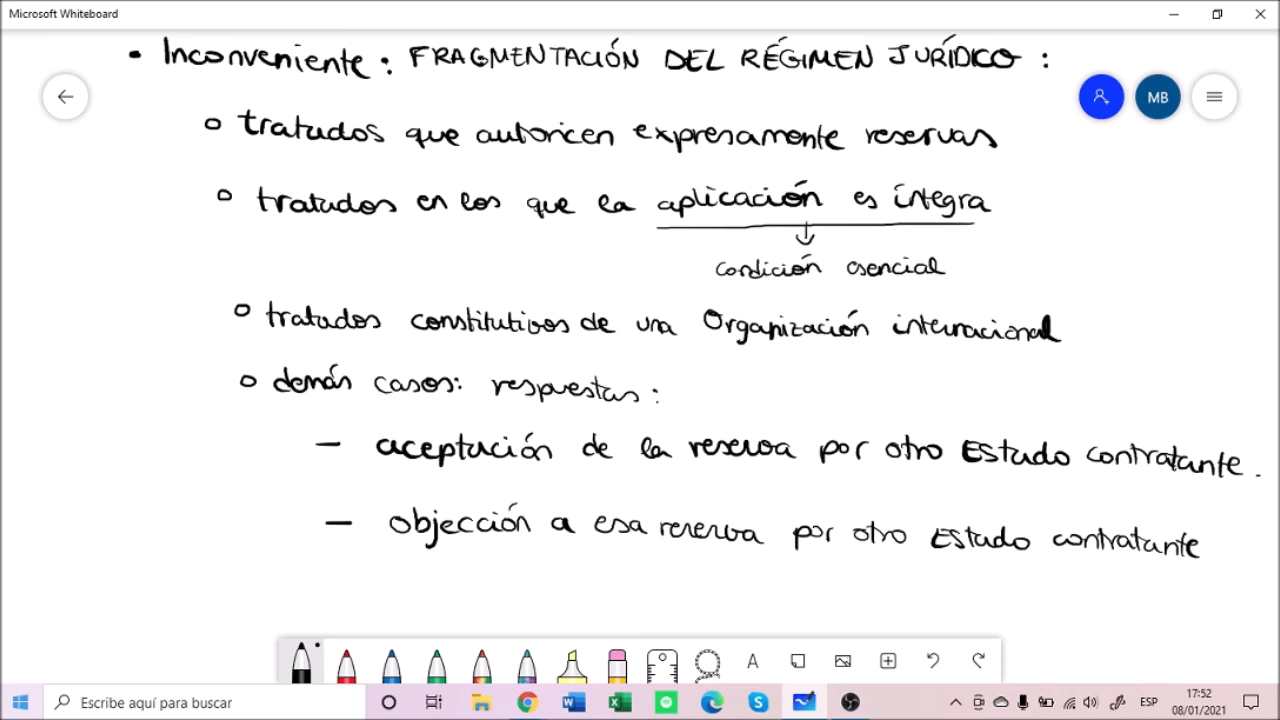 Microsoft Whiteboard
• Inconveniente: FRAGMENTACIÓN DEL RÉGIMEN JURÍDICO:
MB
o tratados que autoricen expresamente reservas
o tratados en los que la aplicación es íntegra
condición esencial
o tratados constitutivos de una Organización internacional
o demás casos: respuestas:
— aceptación de la reserva por otro Estado contratante.
— objección a esa reserva por otro Estado contratante
A
Escribe aquí para buscar
ESP
17:52
08/01/2021